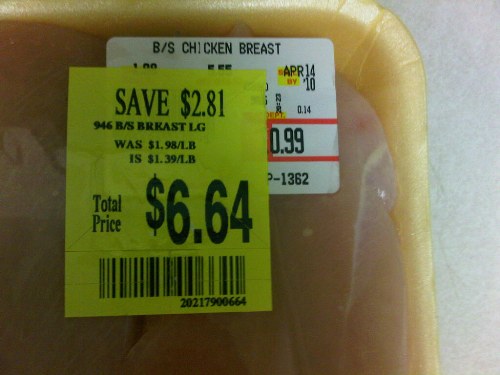 B/S CHICKEN BREAST
APR 14
'10
0.14
0.99
P-1362
SAVE $2.81
946 B/S BREAST LG
WAS $1.98/LB
IS $1.39/LB
Total
Price
$6.64
20217900664